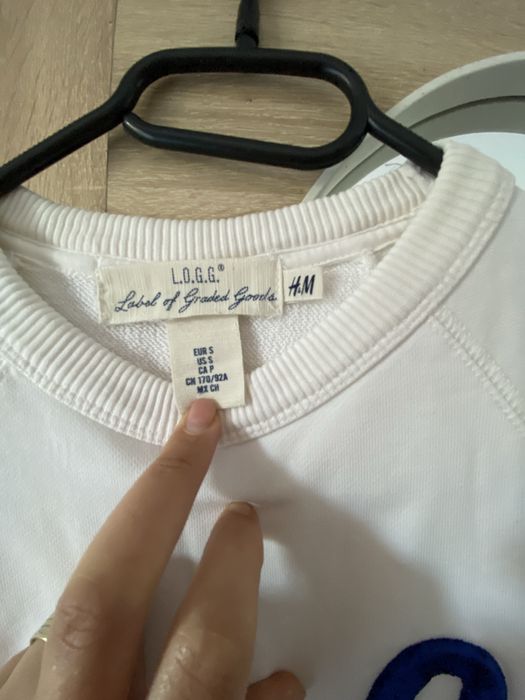 L.O.G.G.®
Label of Graded Goods
H&M
EUR S
US S
CA P
CN 170/92A
MX CH